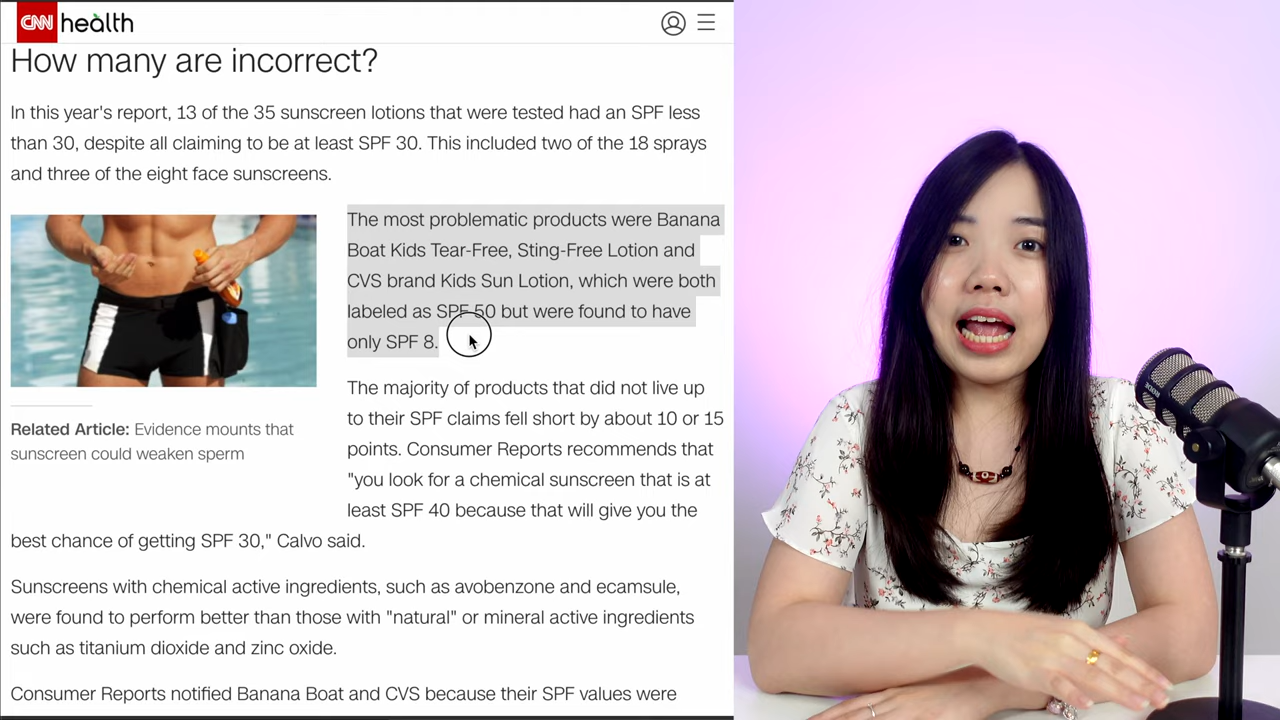 CNN health
How many are incorrect?
In this year's report, 13 of the 35 sunscreen lotions that were tested had an SPF less
than 30, despite all claiming to be at least SPF 30. This included two of the 18 sprays
and three of the eight face sunscreens.
The most problematic products were Banana
Boat Kids Tear-Free, Sting-Free Lotion and
CVS brand Kids Sun Lotion, which were both
labeled as SPF 50 but were found to have
only SPF 8.
Related Article: Evidence mounts that
sunscreen could weaken sperm
The majority of products that did not live up
to their SPF claims fell short by about 10 or 15
points. Consumer Reports recommends that
"you look for a chemical sunscreen that is at
least SPF 40 because that will give you the
best chance of getting SPF 30," Calvo said.
Sunscreens with chemical active ingredients, such as avobenzone and ecamsule,
were found to perform better than those with "natural" or mineral active ingredients
such as titanium dioxide and zinc oxide.
Consumer Reports notified Banana Boat and CVS because their SPF values were
RODE